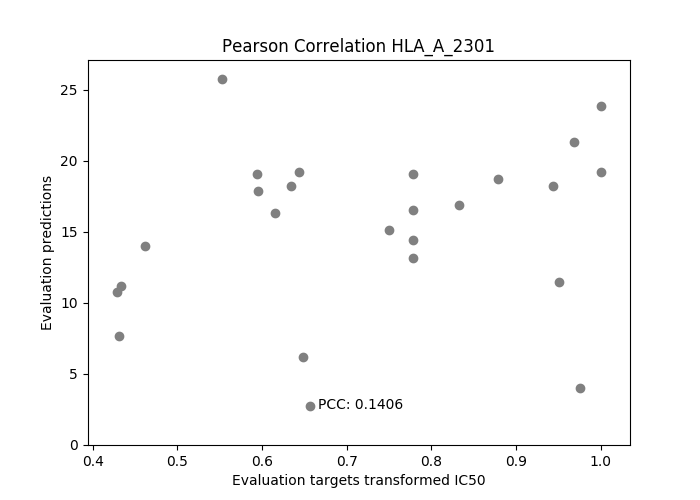 Pearson Correlation HLA_A_2301
Evaluation predictions
25
20
15
10
5
0
PCC: 0.1406
0.4 0.5 0.6 0.7 0.8 0.9 1.0
Evaluation targets transformed IC50